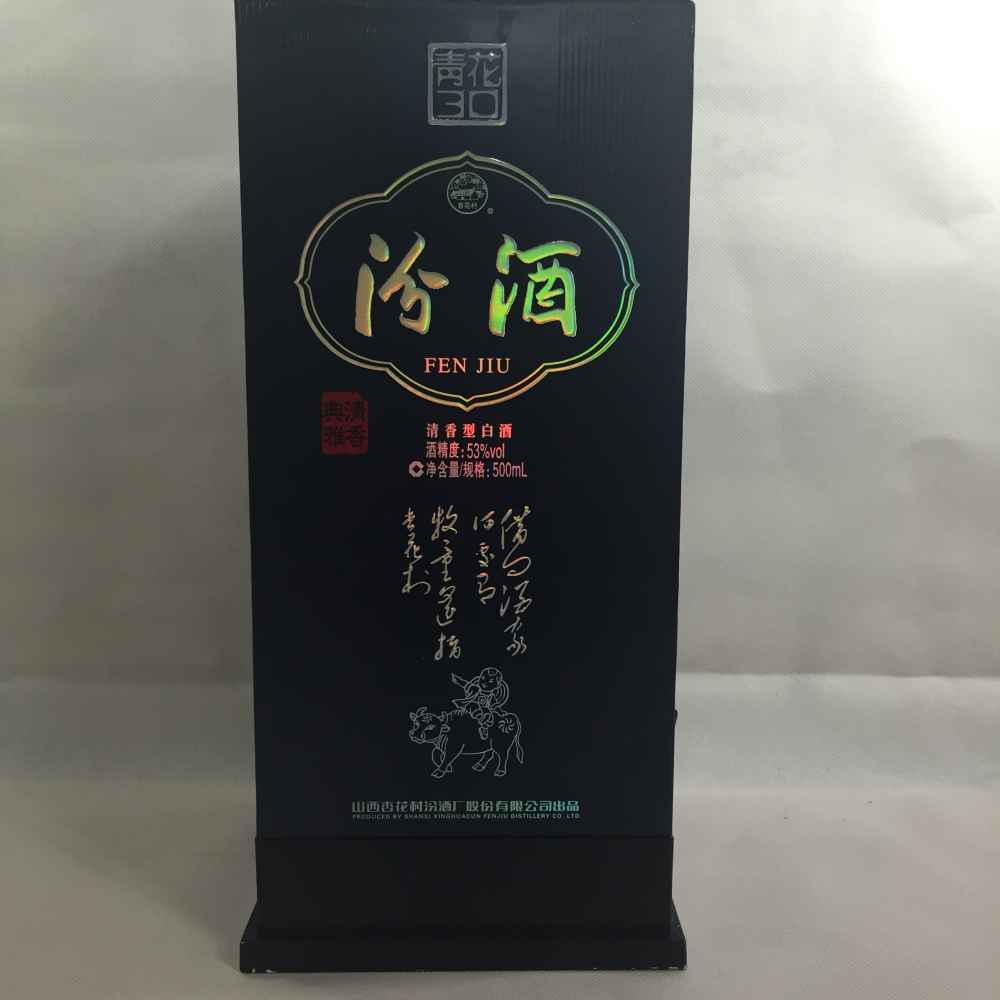 青花
30
杏花村
®
汾酒
FEN JIU
清香
典雅
清香型白酒
酒精度:53%vol
净含量/规格:500mL
借问酒家
何处有
牧童遥指
杏花村
山西杏花村汾酒厂股份有限公司出品
PRODUCED BY SHANXI XINGHUACUN FENJIU DISTILLERY CO. LTD.